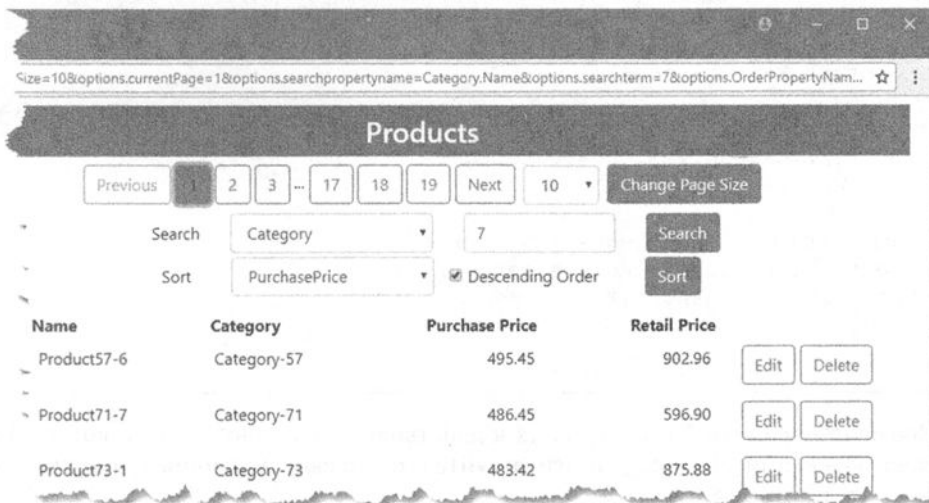 Size=10&options.currentPage=1&options.searchpropertyname=Category.Name&options.searchterm=7&options.OrderPropertyNam...
Products
Previous 1 2 3 ... 17 18 19 Next 10 Change Page Size
Search Category 7 Search
Sort PurchasePrice Descending Order Sort
Name Category Purchase Price Retail Price
Product57-6 Category-57 495.45 902.96 Edit Delete
Product71-7 Category-71 486.45 596.90 Edit Delete
Product73-1 Category-73 483.42 875.88 Edit Delete